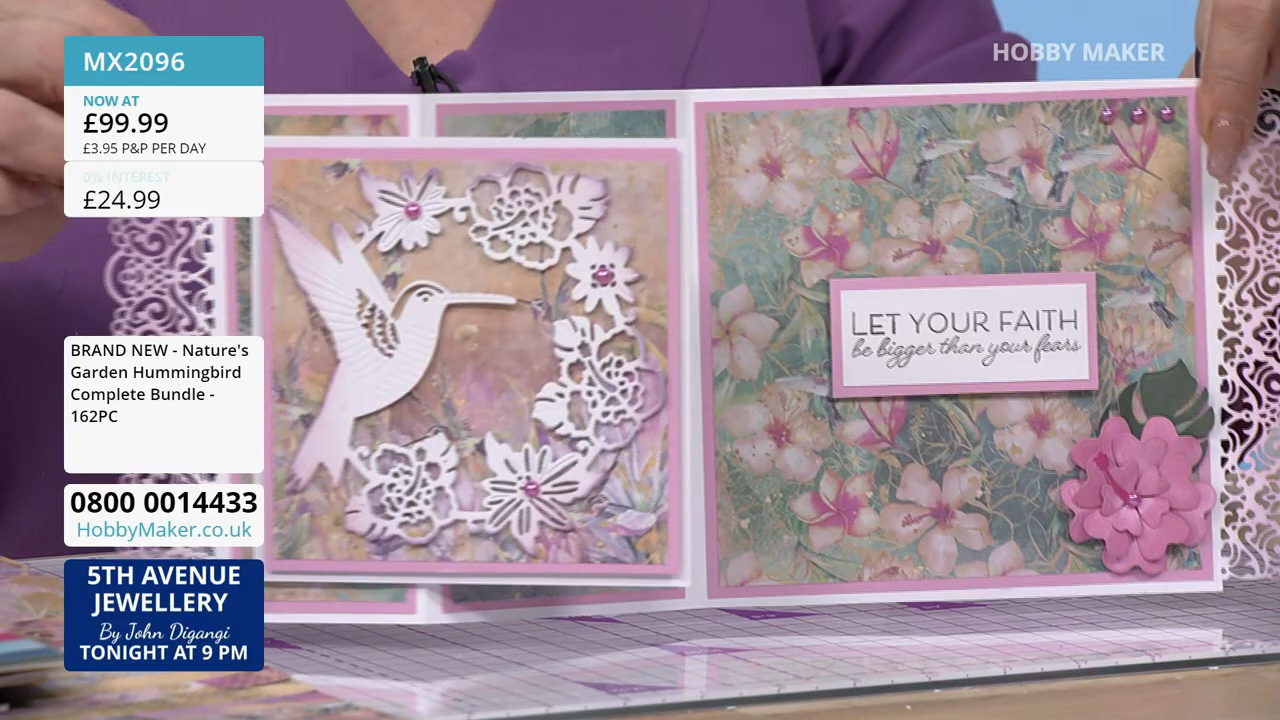 MX2096
NOW AT
£99.99
£3.95 P&P PER DAY
0% INTEREST
£24.99
BRAND NEW - Nature's
Garden Hummingbird
Complete Bundle -
162PC
0800 0014433
HobbyMaker.co.uk
5TH AVENUE
JEWELLERY
By John Digangi
TONIGHT AT 9 PM
HOBBY MAKER
LET YOUR FAITH
be bigger than your fears